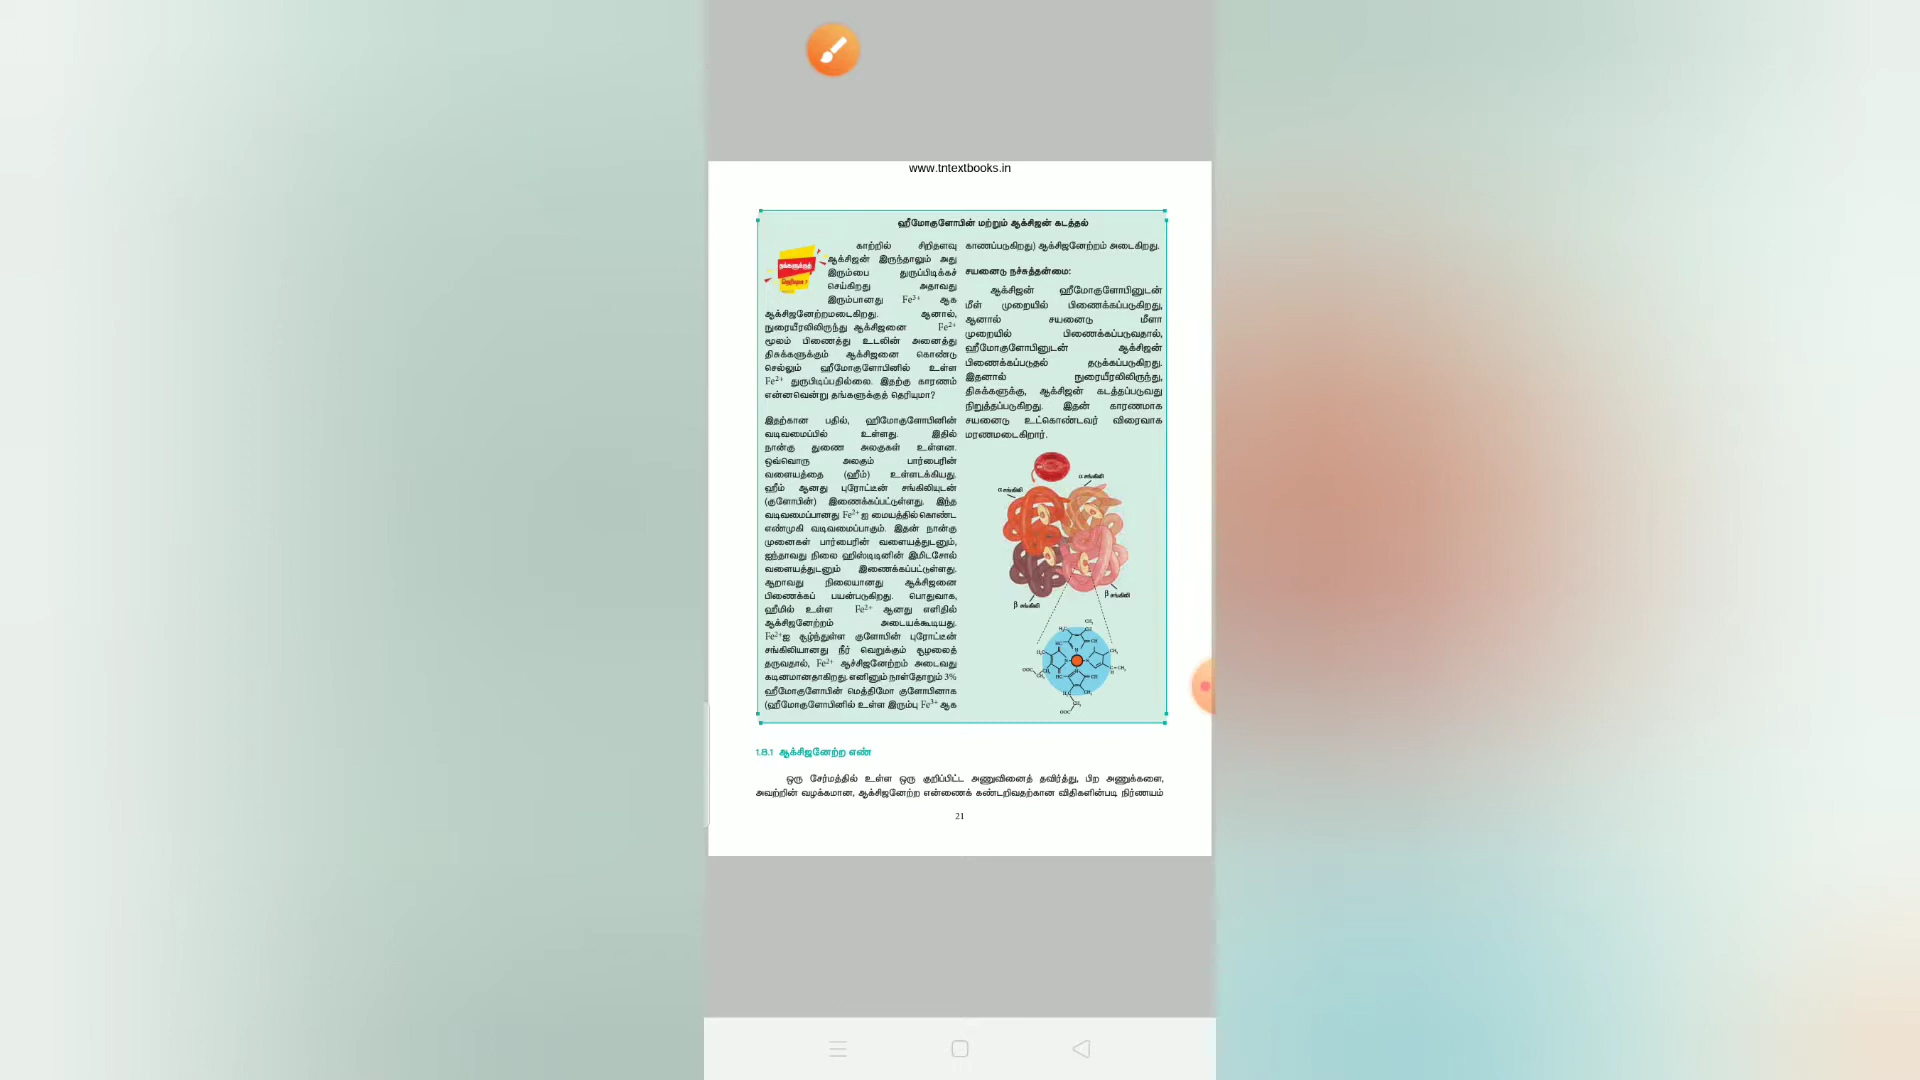 www.tntextbooks.in
ஹீமோகுளோபின் மற்றும் ஆக்சிஜன் கடத்தல்
உங்களுக்குத்
தெரியுமா ?
காற்றில் சிறிதளவு
ஆக்சிஜன் இருந்தாலும் அது
இரும்பை துருப்பிடிக்கச்
செய்கிறது அதாவது
இரும்பானது Fe²⁺ ஆக
ஆக்சிஜனேற்றமடைகிறது. ஆனால்,
நுரையீரலிலிருந்து ஆக்சிஜனை Fe²⁺
மூலம் பிணைத்து உடலின் அனைத்து
திசுக்களுக்கும் ஆக்சிஜனை கொண்டு
செல்லும் ஹீமோகுளோபினில் உள்ள
Fe²⁺ துருபிடிப்பதில்லை. இதற்கு காரணம்
என்னவென்று தங்களுக்குத் தெரியுமா?
இதற்கான பதில், ஹிமோகுளோபினின்
வடிவமைப்பில் உள்ளது. இதில்
நான்கு துணை அலகுகள் உள்ளன.
ஒவ்வொரு அலகும் பார்பைரின்
வளையத்தை (ஹீம்) உள்ளடக்கியது.
ஹீம் ஆனது புரோட்டீன் சங்கிலியுடன்
(குளோபின்) இணைக்கப்பட்டுள்ளது. இந்த
வடிவமைப்பானது Fe²⁺ ஐ மையத்தில் கொண்ட
எண்முகி வடிவமைப்பாகும். இதன் நான்கு
முனைகள் பார்பைரின் வளையத்துடனும்,
ஐந்தாவது நிலை ஹிஸ்டிடினின் இமிடசோல்
வளையத்துடனும் இணைக்கப்பட்டுள்ளது.
ஆறாவது நிலையானது ஆக்சிஜனை
பிணைக்கப் பயன்படுகிறது. பொதுவாக,
ஹீமில் உள்ள Fe²⁺ ஆனது எளிதில்
ஆக்சிஜனேற்றம் அடையக்கூடியது.
Fe²⁺ஐ சூழ்ந்துள்ள குளோபின் புரோட்டீன்
சங்கிலியானது நீர் வெறுக்கும் சூழலைத்
தருவதால், Fe²⁺ ஆச்சிஜனேற்றம் அடைவது
கடினமானதாகிறது. எனினும் நாள்தோறும் 3%
ஹீமோகுளோபின் மெத்திமோ குளோபினாக
(ஹீமோகுளோபினில் உள்ள இரும்பு Fe³⁺ ஆக
காணப்படுகிறது) ஆக்சிஜனேற்றம் அடைகிறது.
சயனைடு நச்சுத்தன்மை:
ஆக்சிஜன் ஹீமோகுளோபினுடன்
மீள் முறையில் பிணைக்கப்படுகிறது,
ஆனால் சயனைடு மீளா
முறையில் பிணைக்கப்படுவதால்,
ஹீமோகுளோபினுடன் ஆக்சிஜன்
பிணைக்கப்படுதல் தடுக்கப்படுகிறது.
இதனால் நுரையீரலிலிருந்து,
திசுக்களுக்கு, ஆக்சிஜன் கடத்தப்படுவது
நிறுத்தப்படுகிறது. இதன் காரணமாக
சயனைடு உட்கொண்டவர் விரைவாக
மரணமடைகிறார்.
α சங்கிலி
α சங்கிலி
β சங்கிலி
β சங்கிலி
1.8.1 ஆக்சிஜனேற்ற எண்
ஒரு சேர்மத்தில் உள்ள ஒரு குறிப்பிட்ட அணுவினைத் தவிர்த்து, பிற அணுக்களை,
அவற்றின் வழக்கமான, ஆக்சிஜனேற்ற என்ணைக் கண்டறிவதற்கான விதிகளின்படி நிர்ணயம்
21